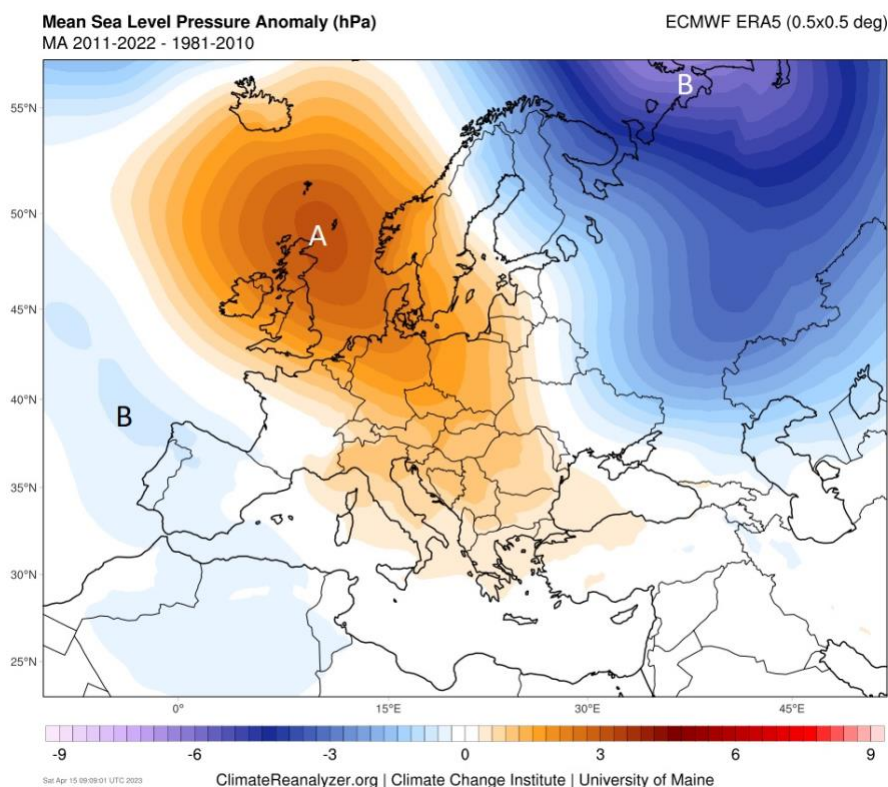 Mean Sea Level Pressure Anomaly (hPa)
ECMWF ERA5 (0.5x0.5 deg)
MA 2011-2022 - 1981-2010
B
55°N
50°N
A
45°N
40°N
B
35°N
30°N
25°N
0° 15°E 30°E 45°E
-9 -6 -3 0 3 6 9
Sat Apr 15 09:09:01 UTC 2023
ClimateReanalyzer.org | Climate Change Institute | University of Maine